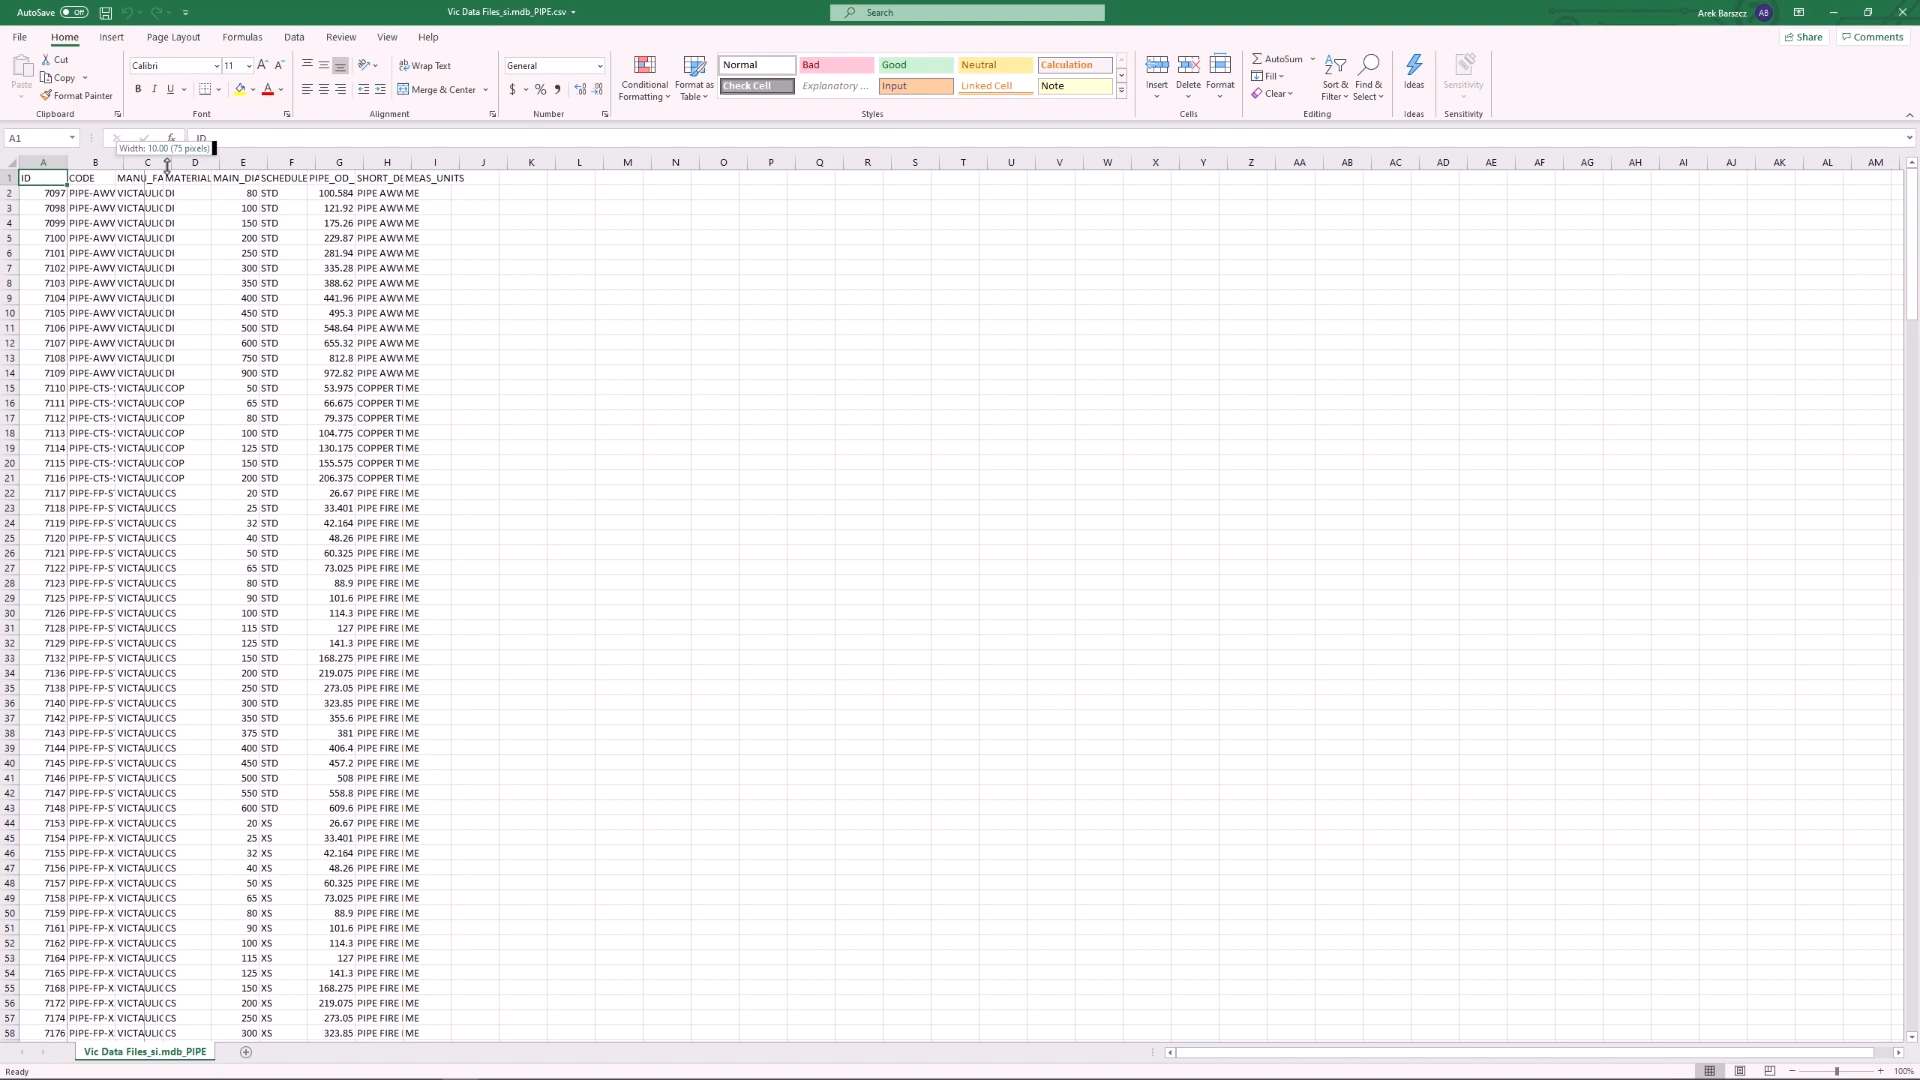 AutoSave Off Vic Data Files_si.mdb_PIPE.csv Search Arek Barszcz AB
File Home Insert Page Layout Formulas Data Review View Help Share Comments
Paste Cut Copy Format Painter Clipboard
Calibri 11 Font
Wrap Text Merge & Center Alignment
General Number
Conditional Formatting Format as Table
Normal Bad Good Neutral Calculation
Check Cell Explanatory ... Input Linked Cell Note
Styles
Insert Delete Format Cells
AutoSum Fill Clear Sort & Filter Find & Select Editing
Ideas Ideas Sensitivity Sensitivity
A1 fx ID
Width: 10.00 (75 pixels)
A B C D E F G H I J K L M N O P Q R S T U V W X Y Z AA AB AC AD AE AF AG AH AI AJ AK AL AM
1 ID CODE MANU_FA MATERIAL MAIN_DIA SCHEDULE PIPE_OD_ SHORT_DE MEAS_UNITS
2 7097 PIPE-AWV VICTAULIC DI 80 STD 100.584 PIPE AWW ME
3 7098 PIPE-AWV VICTAULIC DI 100 STD 121.92 PIPE AWW ME
4 7099 PIPE-AWV VICTAULIC DI 150 STD 175.26 PIPE AWW ME
5 7100 PIPE-AWV VICTAULIC DI 200 STD 229.87 PIPE AWW ME
6 7101 PIPE-AWV VICTAULIC DI 250 STD 281.94 PIPE AWW ME
7 7102 PIPE-AWV VICTAULIC DI 300 STD 335.28 PIPE AWW ME
8 7103 PIPE-AWV VICTAULIC DI 350 STD 388.62 PIPE AWW ME
9 7104 PIPE-AWV VICTAULIC DI 400 STD 441.96 PIPE AWW ME
10 7105 PIPE-AWV VICTAULIC DI 450 STD 495.3 PIPE AWW ME
11 7106 PIPE-AWV VICTAULIC DI 500 STD 548.64 PIPE AWW ME
12 7107 PIPE-AWV VICTAULIC DI 600 STD 655.32 PIPE AWW ME
13 7108 PIPE-AWV VICTAULIC DI 750 STD 812.8 PIPE AWW ME
14 7109 PIPE-AWV VICTAULIC DI 900 STD 972.82 PIPE AWW ME
15 7110 PIPE-CTS- VICTAULIC COP 50 STD 53.975 COPPER TU ME
16 7111 PIPE-CTS- VICTAULIC COP 65 STD 66.675 COPPER TU ME
17 7112 PIPE-CTS- VICTAULIC COP 80 STD 79.375 COPPER TU ME
18 7113 PIPE-CTS- VICTAULIC COP 100 STD 104.775 COPPER TU ME
19 7114 PIPE-CTS- VICTAULIC COP 125 STD 130.175 COPPER TU ME
20 7115 PIPE-CTS- VICTAULIC COP 150 STD 155.575 COPPER TU ME
21 7116 PIPE-CTS- VICTAULIC COP 200 STD 206.375 COPPER TU ME
22 7117 PIPE-FP-ST VICTAULIC CS 20 STD 26.67 PIPE FIRE ME
23 7118 PIPE-FP-ST VICTAULIC CS 25 STD 33.401 PIPE FIRE ME
24 7119 PIPE-FP-ST VICTAULIC CS 32 STD 42.164 PIPE FIRE ME
25 7120 PIPE-FP-ST VICTAULIC CS 40 STD 48.26 PIPE FIRE ME
26 7121 PIPE-FP-ST VICTAULIC CS 50 STD 60.325 PIPE FIRE ME
27 7122 PIPE-FP-ST VICTAULIC CS 65 STD 73.025 PIPE FIRE ME
28 7123 PIPE-FP-ST VICTAULIC CS 80 STD 88.9 PIPE FIRE ME
29 7125 PIPE-FP-ST VICTAULIC CS 90 STD 101.6 PIPE FIRE ME
30 7126 PIPE-FP-ST VICTAULIC CS 100 STD 114.3 PIPE FIRE ME
31 7128 PIPE-FP-ST VICTAULIC CS 115 STD 127 PIPE FIRE ME
32 7129 PIPE-FP-ST VICTAULIC CS 125 STD 141.3 PIPE FIRE ME
33 7132 PIPE-FP-ST VICTAULIC CS 150 STD 168.275 PIPE FIRE ME
34 7136 PIPE-FP-ST VICTAULIC CS 200 STD 219.075 PIPE FIRE ME
35 7138 PIPE-FP-ST VICTAULIC CS 250 STD 273.05 PIPE FIRE ME
36 7140 PIPE-FP-ST VICTAULIC CS 300 STD 323.85 PIPE FIRE ME
37 7142 PIPE-FP-ST VICTAULIC CS 350 STD 355.6 PIPE FIRE ME
38 7143 PIPE-FP-ST VICTAULIC CS 375 STD 381 PIPE FIRE ME
39 7144 PIPE-FP-ST VICTAULIC CS 400 STD 406.4 PIPE FIRE ME
40 7145 PIPE-FP-ST VICTAULIC CS 450 STD 457.2 PIPE FIRE ME
41 7146 PIPE-FP-ST VICTAULIC CS 500 STD 508 PIPE FIRE ME
42 7147 PIPE-FP-ST VICTAULIC CS 550 STD 558.8 PIPE FIRE ME
43 7148 PIPE-FP-ST VICTAULIC CS 600 STD 609.6 PIPE FIRE ME
44 7153 PIPE-FP-X VICTAULIC CS 20 XS 26.67 PIPE FIRE ME
45 7154 PIPE-FP-X VICTAULIC CS 25 XS 33.401 PIPE FIRE ME
46 7155 PIPE-FP-X VICTAULIC CS 32 XS 42.164 PIPE FIRE ME
47 7156 PIPE-FP-X VICTAULIC CS 40 XS 48.26 PIPE FIRE ME
48 7157 PIPE-FP-X VICTAULIC CS 50 XS 60.325 PIPE FIRE ME
49 7158 PIPE-FP-X VICTAULIC CS 65 XS 73.025 PIPE FIRE ME
50 7159 PIPE-FP-X VICTAULIC CS 80 XS 88.9 PIPE FIRE ME
51 7161 PIPE-FP-X VICTAULIC CS 90 XS 101.6 PIPE FIRE ME
52 7162 PIPE-FP-X VICTAULIC CS 100 XS 114.3 PIPE FIRE ME
53 7164 PIPE-FP-X VICTAULIC CS 115 XS 127 PIPE FIRE ME
54 7165 PIPE-FP-X VICTAULIC CS 125 XS 141.3 PIPE FIRE ME
55 7168 PIPE-FP-X VICTAULIC CS 150 XS 168.275 PIPE FIRE ME
56 7172 PIPE-FP-X VICTAULIC CS 200 XS 219.075 PIPE FIRE ME
57 7174 PIPE-FP-X VICTAULIC CS 250 XS 273.05 PIPE FIRE ME
58 7176 PIPE-FP-X VICTAULIC CS 300 XS 323.85 PIPE FIRE ME
Vic Data Files_si.mdb_PIPE
Ready 100%